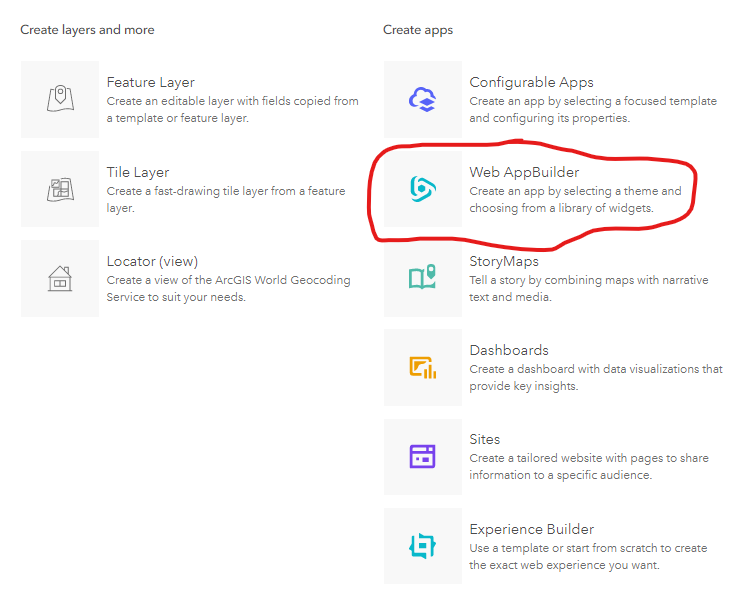 Create layers and more
Feature Layer
Create an editable layer with fields copied from
a template or feature layer.
Tile Layer
Create a fast-drawing tile layer from a feature
layer.
Locator (view)
Create a view of the ArcGIS World Geocoding
Service to suit your needs.
Create apps
Configurable Apps
Create an app by selecting a focused template
and configuring its properties.
Web AppBuilder
Create an app by selecting a theme and
choosing from a library of widgets.
StoryMaps
Tell a story by combining maps with narrative
text and media.
Dashboards
Create a dashboard with data visualizations that
provide key insights.
Sites
Create a tailored website with pages to share
information to a specific audience.
Experience Builder
Use a template or start from scratch to create
the exact web experience you want.